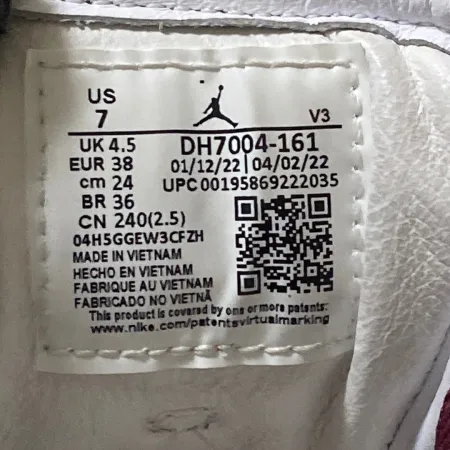 US
7
V3
UK 4.5
DH7004-161
EUR 38
01/12/22 | 04/02/22
cm 24
UPC 00195869222035
BR 36
CN 240(2.5)
04H5GGEW3CFZH
MADE IN VIETNAM
HECHO EN VIETNAM
FABRIQUE AU VIETNAM
FABRICADO NO VIETNÃ
This product is covered by one or more patents:
www.nike.com/patentsvirtualmarking